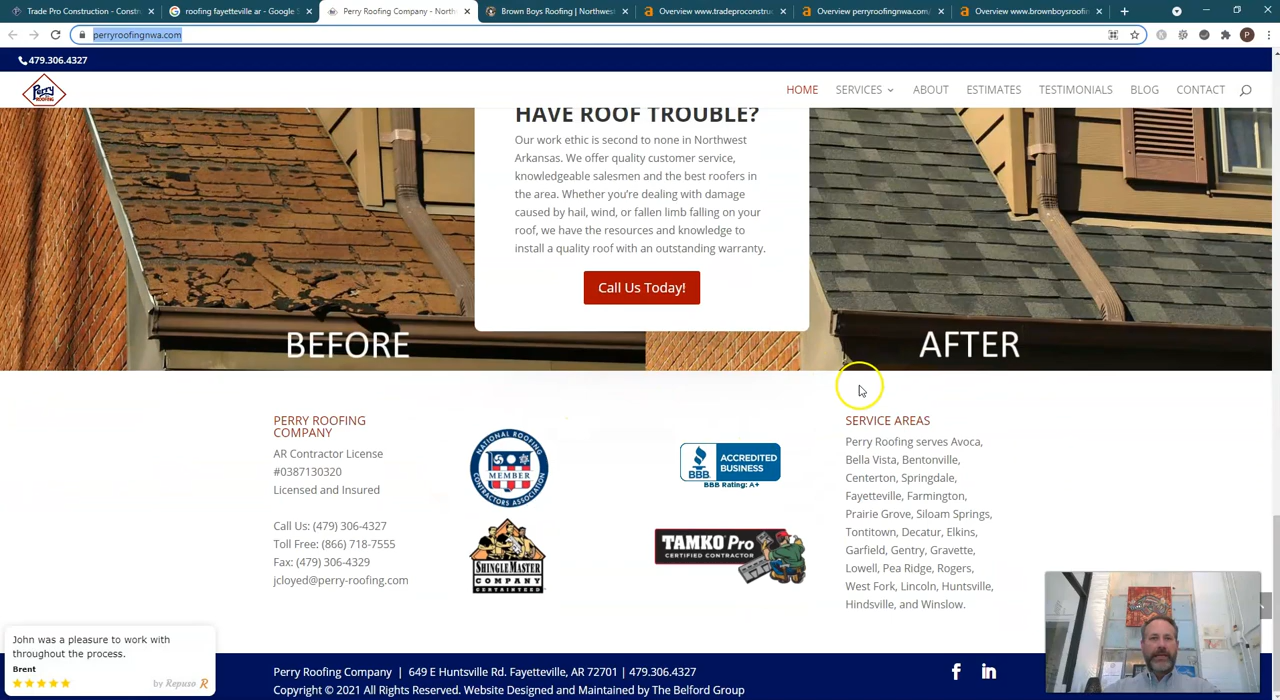 Trade Pro Construction - Constr
roofing fayetteville ar - Google S
Perry Roofing Company - North
Brown Boys Roofing | Northwest
Overview www.tradeproconstruc
Overview perryroofingnwa.com/
Overview www.brownboysroofin
perryroofingnwa.com
P
479.306.4327
Perry
ROOFING
HOME
SERVICES
ABOUT
ESTIMATES
TESTIMONIALS
BLOG
CONTACT
HAVE ROOF TROUBLE?
Our work ethic is second to none in Northwest
Arkansas. We offer quality customer service,
knowledgeable salesmen and the best roofers in
the area. Whether you're dealing with damage
caused by hail, wind, or fallen limb falling on your
roof, we have the resources and knowledge to
install a quality roof with an outstanding warranty.
Call Us Today!
BEFORE
AFTER
PERRY ROOFING
COMPANY
AR Contractor License
#0387130320
Licensed and Insured
Call Us: (479) 306-4327
Toll Free: (866) 718-7555
Fax: (479) 306-4329
jcloyed@perry-roofing.com
NATIONAL ROOFING
MEMBER
CONTRACTORS ASSOCIATION
SHINGLE MASTER
COMPANY
CERTAINTEED
BBB
ACCREDITED
BUSINESS
BBB Rating: A+
TAMKO Pro
CERTIFIED CONTRACTOR
SERVICE AREAS
Perry Roofing serves Avoca,
Bella Vista, Bentonville,
Centerton, Springdale,
Fayetteville, Farmington,
Prairie Grove, Siloam Springs,
Tontitown, Decatur, Elkins,
Garfield, Gentry, Gravette,
Lowell, Pea Ridge, Rogers,
West Fork, Lincoln, Huntsville,
Hindsville, and Winslow.
John was a pleasure to work with
throughout the process.
Brent
by Repuso
Perry Roofing Company | 649 E Huntsville Rd. Fayetteville, AR 72701 | 479.306.4327
Copyright © 2021 All Rights Reserved. Website Designed and Maintained by The Belford Group